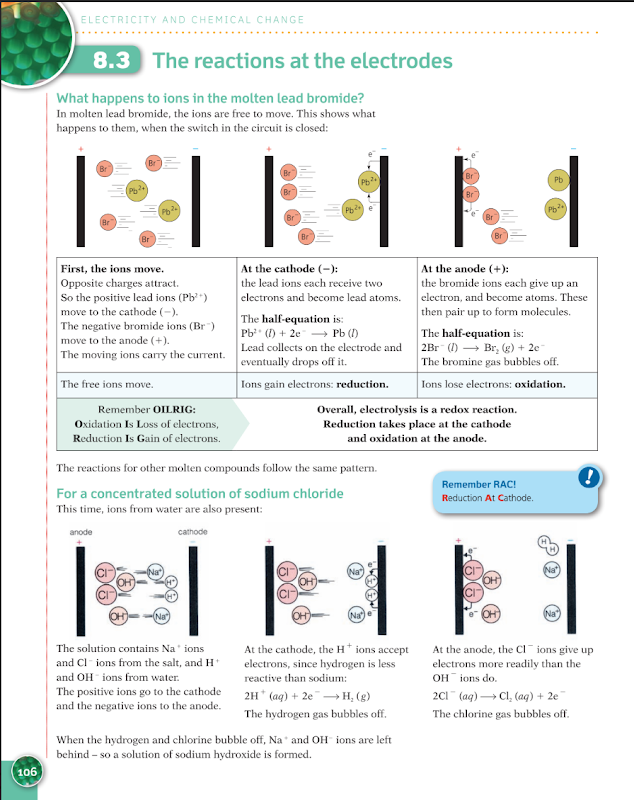 ELECTRICITY AND CHEMICAL CHANGE
8.3 The reactions at the electrodes
What happens to ions in the molten lead bromide?
In molten lead bromide, the ions are free to move. This shows what
happens to them, when the switch in the circuit is closed:
+ −
Br⁻ Br⁻ Pb²⁺ Pb²⁺ Br⁻ Br⁻
+ −
Br⁻ Br⁻ Br⁻ Br⁻ Pb²⁺ Pb²⁺ e⁻ e⁻
+ −
e⁻ Br⁻ Br⁻ e⁻ Br⁻ Br⁻ Pb Pb²⁺
First, the ions move.
Opposite charges attract.
So the positive lead ions (Pb²⁺)
move to the cathode (−).
The negative bromide ions (Br⁻)
move to the anode (+).
The moving ions carry the current.
At the cathode (−):
the lead ions each receive two
electrons and become lead atoms.
The half-equation is:
Pb²⁺ (l) + 2e⁻ ⟶ Pb (l)
Lead collects on the electrode and
eventually drops off it.
At the anode (+):
the bromide ions each give up an
electron, and become atoms. These
then pair up to form molecules.
The half-equation is:
2Br⁻ (l) ⟶ Br₂ (g) + 2e⁻
The bromine gas bubbles off.
The free ions move.
Ions gain electrons: reduction.
Ions lose electrons: oxidation.
Remember OILRIG:
Oxidation Is Loss of electrons,
Reduction Is Gain of electrons.
Overall, electrolysis is a redox reaction.
Reduction takes place at the cathode
and oxidation at the anode.
The reactions for other molten compounds follow the same pattern.
!
Remember RAC!
Reduction At Cathode.
For a concentrated solution of sodium chloride
This time, ions from water are also present:
anode cathode
+ −
Cl⁻ OH⁻ Cl⁻ OH⁻ Na⁺ H⁺ H⁺ Na⁺
+ −
Cl⁻ OH⁻ Cl⁻ OH⁻ Na⁺ e⁻ H⁺ H⁺ Na⁺ e⁻
+ −
e⁻ Cl⁻ OH⁻ Cl⁻ e⁻ OH⁻ H H Na⁺ Na⁺
The solution contains Na⁺ ions
and Cl⁻ ions from the salt, and H⁺
and OH⁻ ions from water.
The positive ions go to the cathode
and the negative ions to the anode.
At the cathode, the H⁺ ions accept
electrons, since hydrogen is less
reactive than sodium:
2H⁺ (aq) + 2e⁻ ⟶ H₂ (g)
The hydrogen gas bubbles off.
At the anode, the Cl⁻ ions give up
electrons more readily than the
OH⁻ ions do.
2Cl⁻ (aq) ⟶ Cl₂ (aq) + 2e⁻
The chlorine gas bubbles off.
When the hydrogen and chlorine bubble off, Na⁺ and OH⁻ ions are left
behind – so a solution of sodium hydroxide is formed.
106